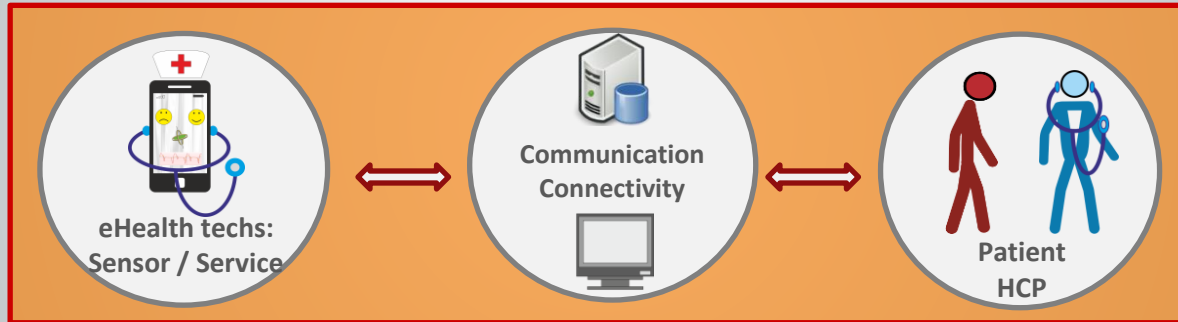 eHealth techs:
Sensor / Service
Communication
Connectivity
Patient
HCP